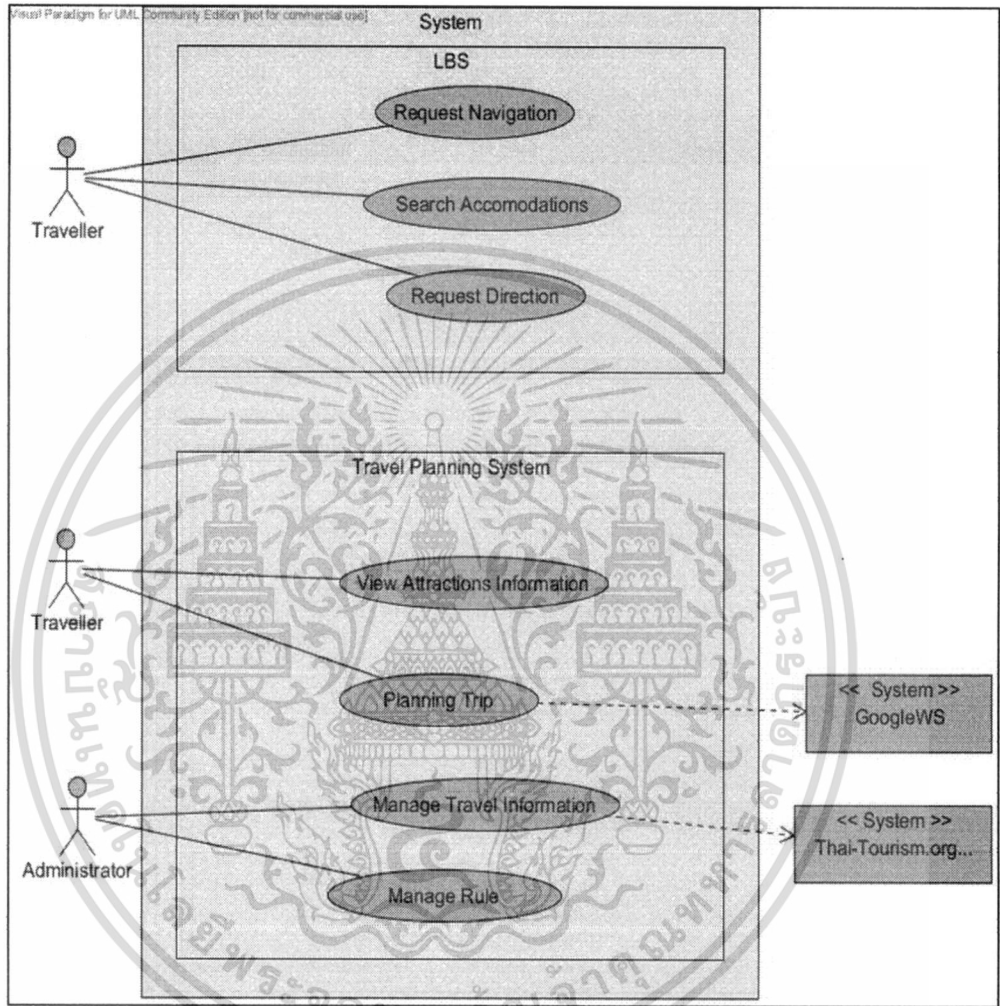 Visual Paradigm for UML Community Edition [not for commercial use]
System
LBS
Request Navigation
Traveller
Search Accomodations
Request Direction
Travel Planning System
Traveller
View Attractions Information
Planning Trip
<< System >>
GoogleWS
Administrator
Manage Travel Information
<< System >>
Thai-Tourism.org...
Manage Rule